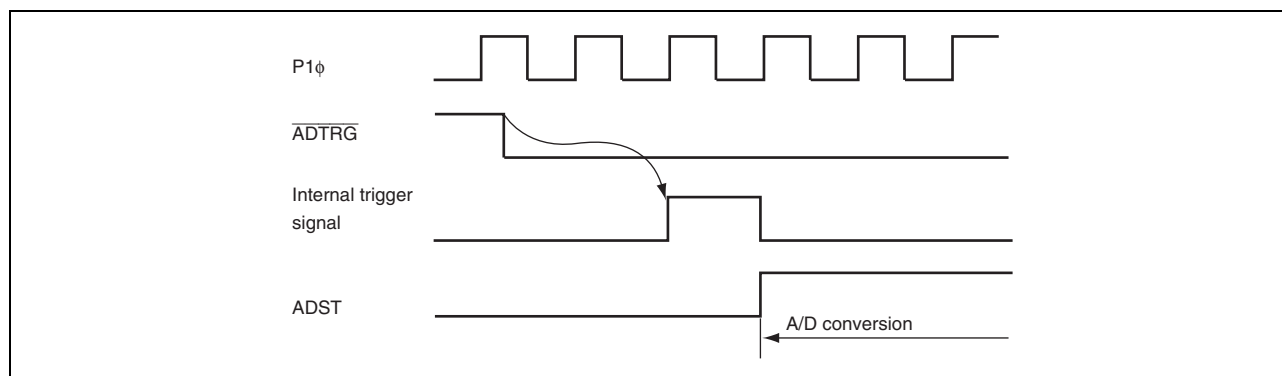 P1ϕ
ADTRG
Internal trigger
signal
ADST
A/D conversion